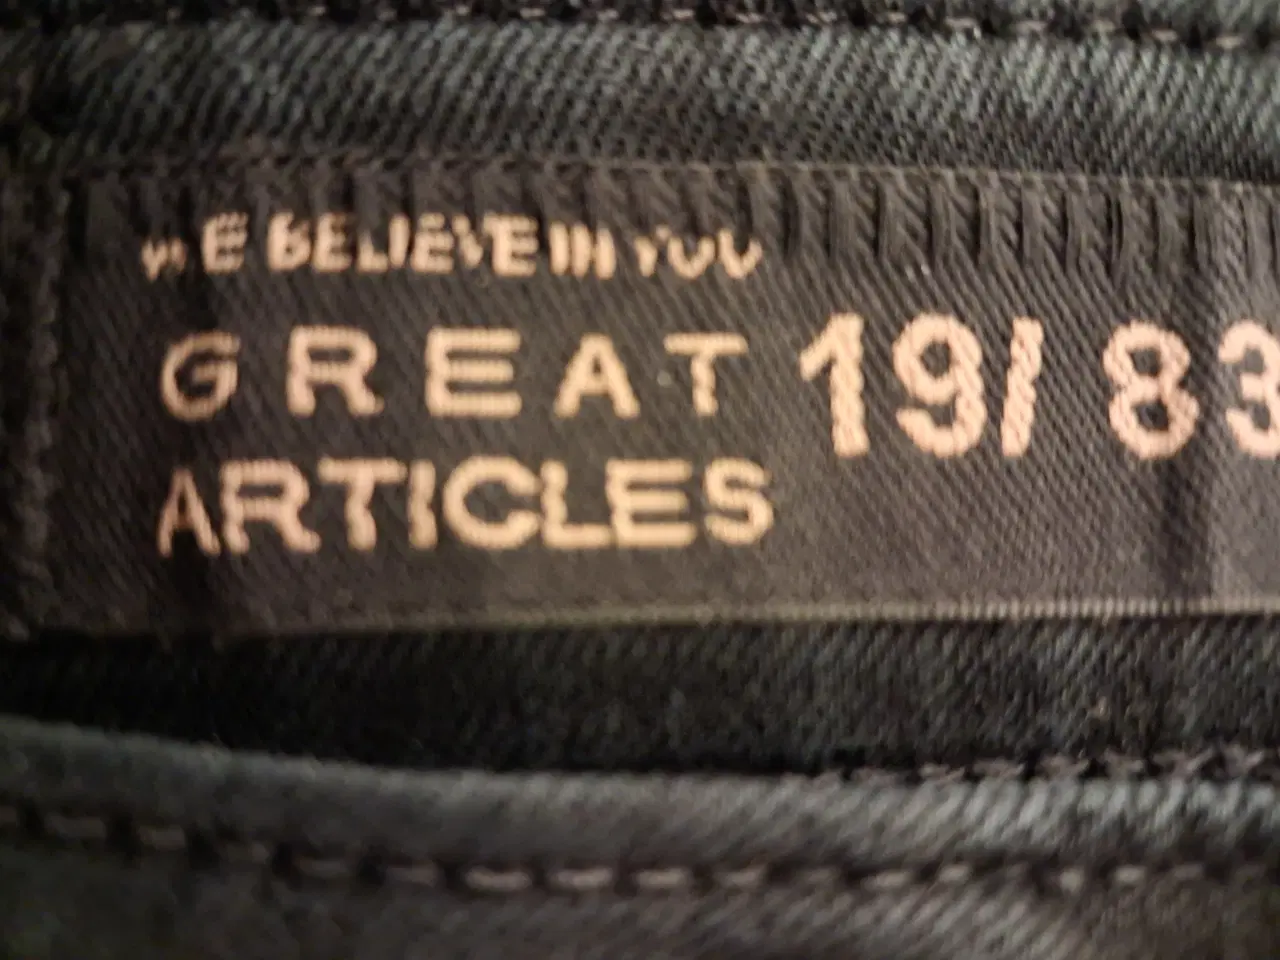 WE BELIEVE IN YOU
GREAT 19/ 83
ARTICLES